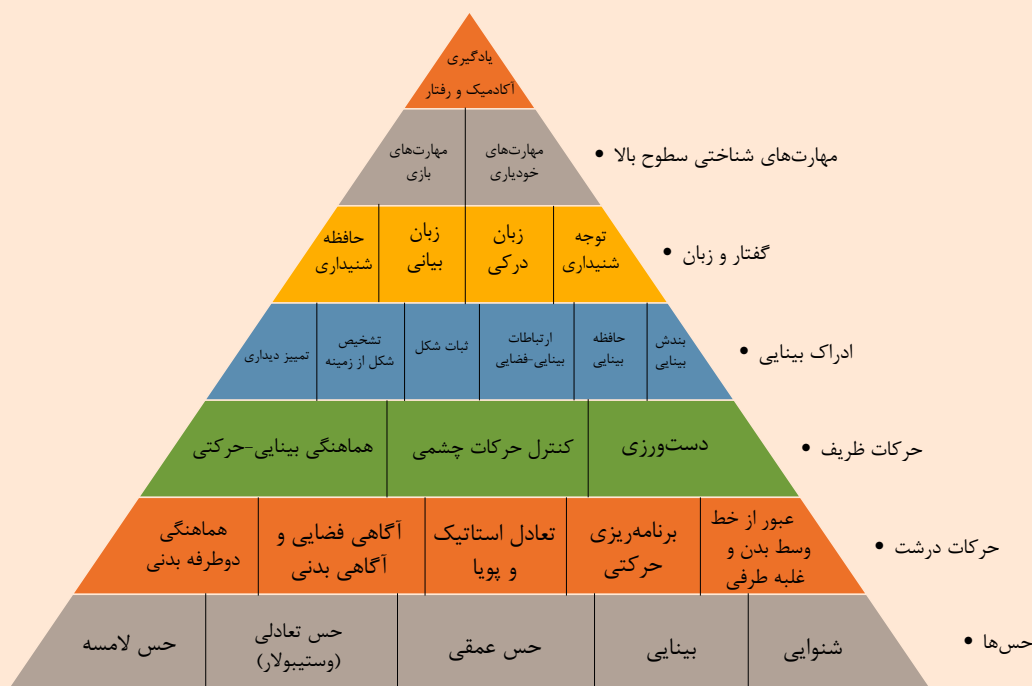 یادگیری
آکادمیک و رفتار
• مهارت‌های شناختی سطوح بالا
مهارت‌های
خودیاری
مهارت‌های
بازی
• گفتار و زبان
توجه
شنیداری
زبان
درکی
زبان
بیانی
حافظه
شنیداری
• ادراک بینایی
بندش
بینایی
حافظه
بینایی
ارتباطات
بینایی-فضایی
ثبات شکل
تشخیص
شکل از زمینه
تمییز دیداری
• حرکات ظریف
دست‌ورزی
کنترل حرکات چشمی
هماهنگی بینایی-حرکتی
• حرکات درشت
عبور از خط
وسط بدن و
غلبه طرفی
برنامه‌ریزی
حرکتی
تعادل استاتیک
و پویا
آگاهی فضایی و
آگاهی بدنی
هماهنگی
دوطرفه بدنی
• حس‌ها
شنوایی
بینایی
حس عمقی
حس تعادلی
(وستیبولار)
حس لامسه